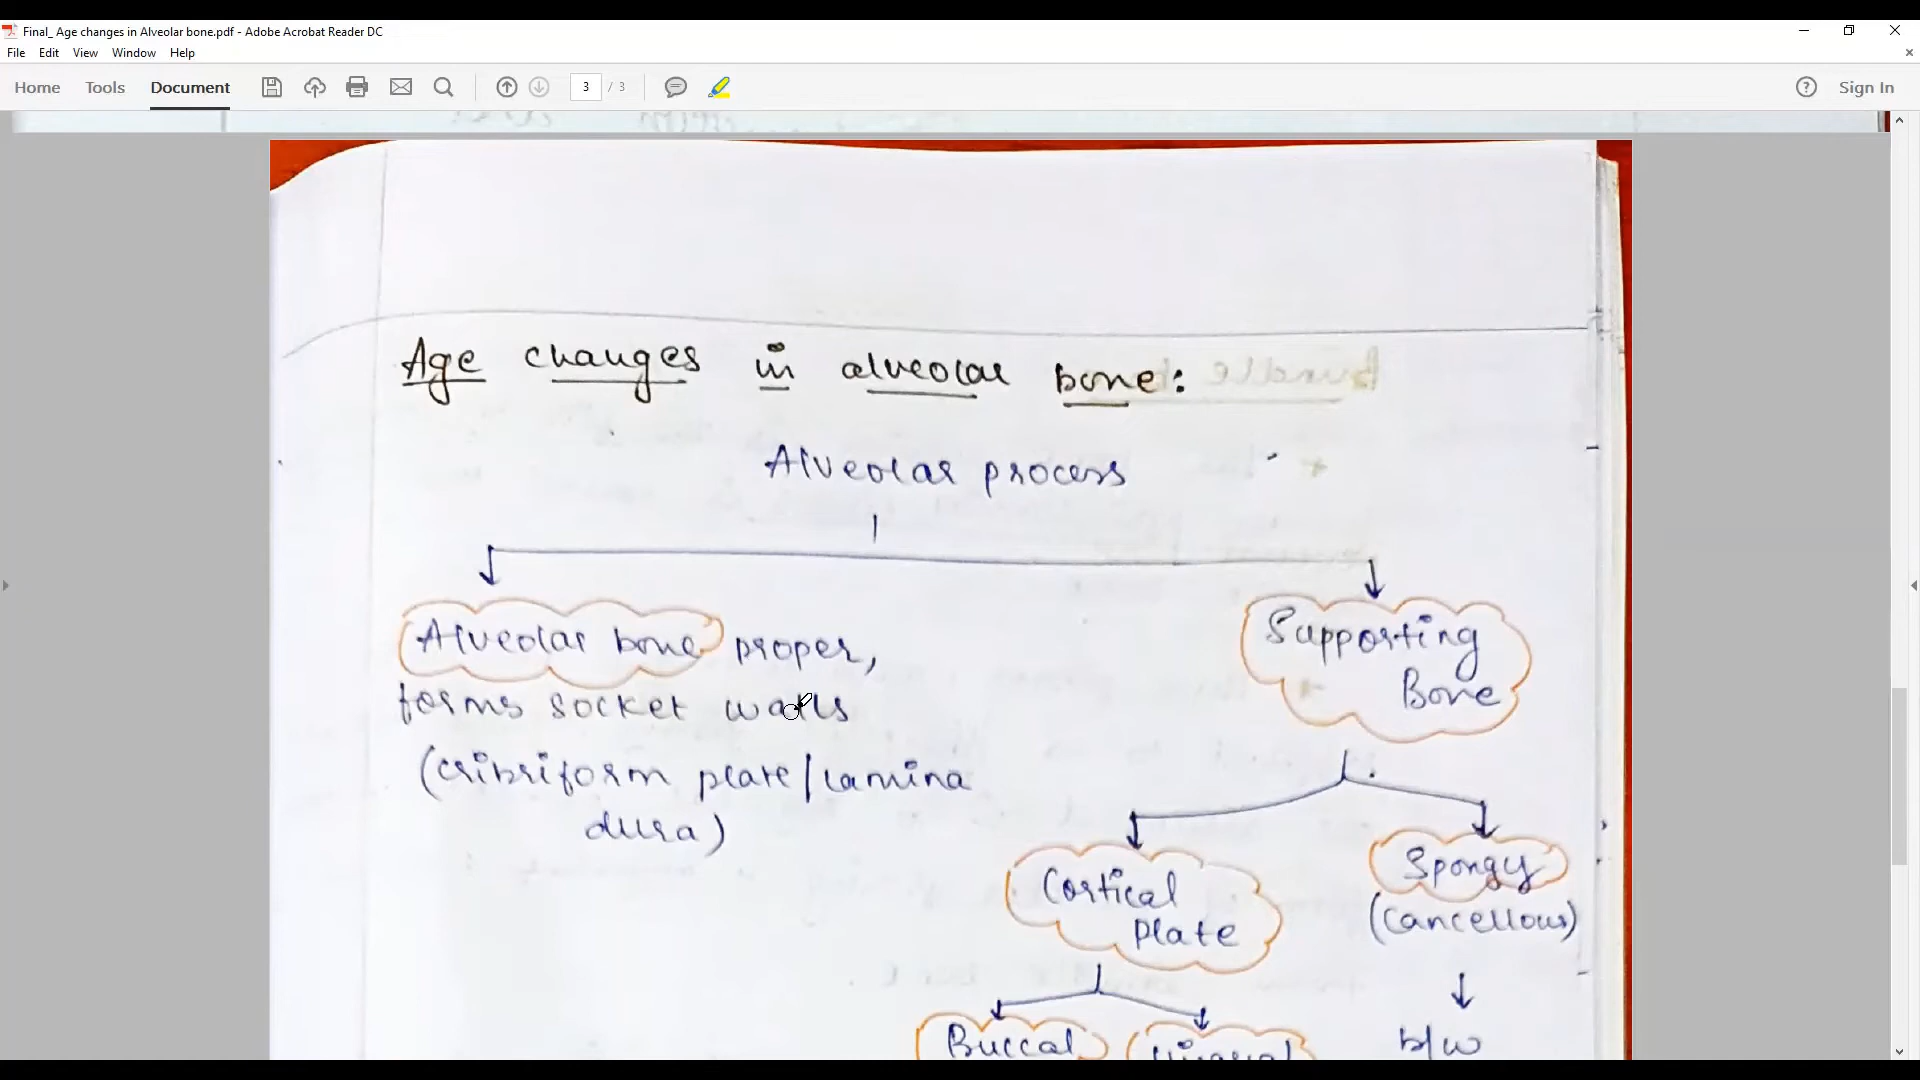 Final_ Age changes in Alveolar bone.pdf - Adobe Acrobat Reader DC
File Edit View Window Help
Home Tools Document 3 / 3 Sign In
Age changes in alveolar bone:
Alveolar process
Alveolar bone proper,
forms socket walls
(cribriform plate/lamina
dura)
Supporting
Bone
Cortical
plate
Spongy
(cancellous)
Buccal
b/w